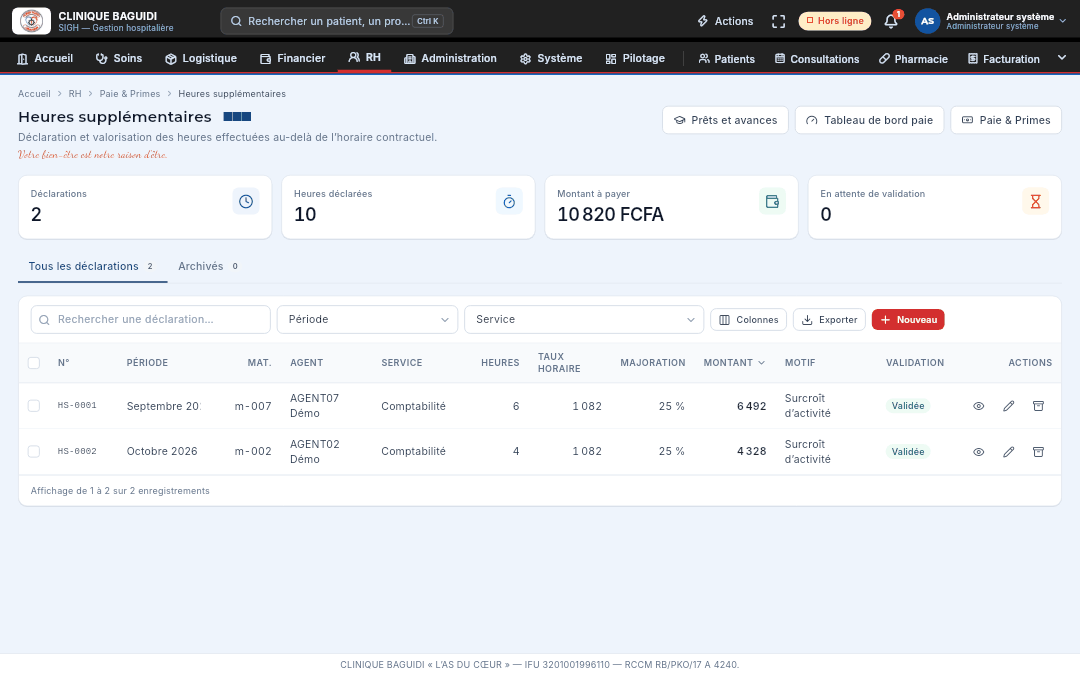 CLINIQUE BAGUIDI
SIGH — Gestion hospitalière
Rechercher un patient, un pro... Ctrl K
Actions
Hors ligne
1
AS
Administrateur système
Administrateur système
Accueil
Soins
Logistique
Financier
RH
Administration
Système
Pilotage
Patients
Consultations
Pharmacie
Facturation
Accueil > RH > Paie & Primes > Heures supplémentaires
Heures supplémentaires
Déclaration et valorisation des heures effectuées au-delà de l'horaire contractuel.
Votre bien-être est notre raison d'être.
Prêts et avances
Tableau de bord paie
Paie & Primes
Déclarations
2
Heures déclarées
10
Montant à payer
10 820 FCFA
En attente de validation
0
Tous les déclarations 2
Archivés 0
Rechercher une déclaration...
Période
Service
Colonnes
Exporter
Nouveau
N° PÉRIODE MAT. AGENT SERVICE HEURES TAUX HORAIRE MAJORATION MONTANT MOTIF VALIDATION ACTIONS
HS-0001 Septembre 20 m-007 AGENT07 Démo Comptabilité 6 1 082 25 % 6 492 Surcroît d'activité Validée
HS-0002 Octobre 2026 m-002 AGENT02 Démo Comptabilité 4 1 082 25 % 4 328 Surcroît d'activité Validée
Affichage de 1 à 2 sur 2 enregistrements
CLINIQUE BAGUIDI « L'AS DU CŒUR » — IFU 3201001996110 — RCCM RB/PKO/17 A 4240.